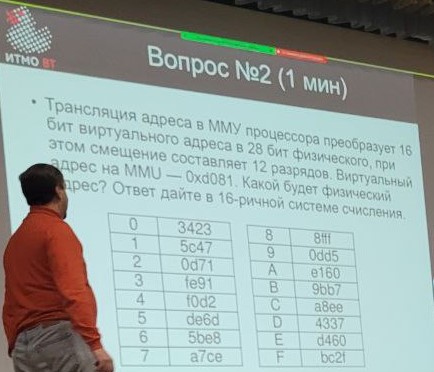 ИТМО ВТ
Вопрос №2 (1 мин)
• Трансляция адреса в ММУ процессора преобразует 16
бит виртуального адреса в 28 бит физического, при
этом смещение составляет 12 разрядов. Виртуальный
адрес на MMU — 0xd081. Какой будет физический
адрес? Ответ дайте в 16-ричной системе счисления.
0 3423 8 8fff
1 5c47 9 0dd5
2 0d71 A e160
3 fe91 B 9bb7
4 f0d2 C a8ee
5 de6d D 4337
6 5be8 E d460
7 a7ce F bc2f